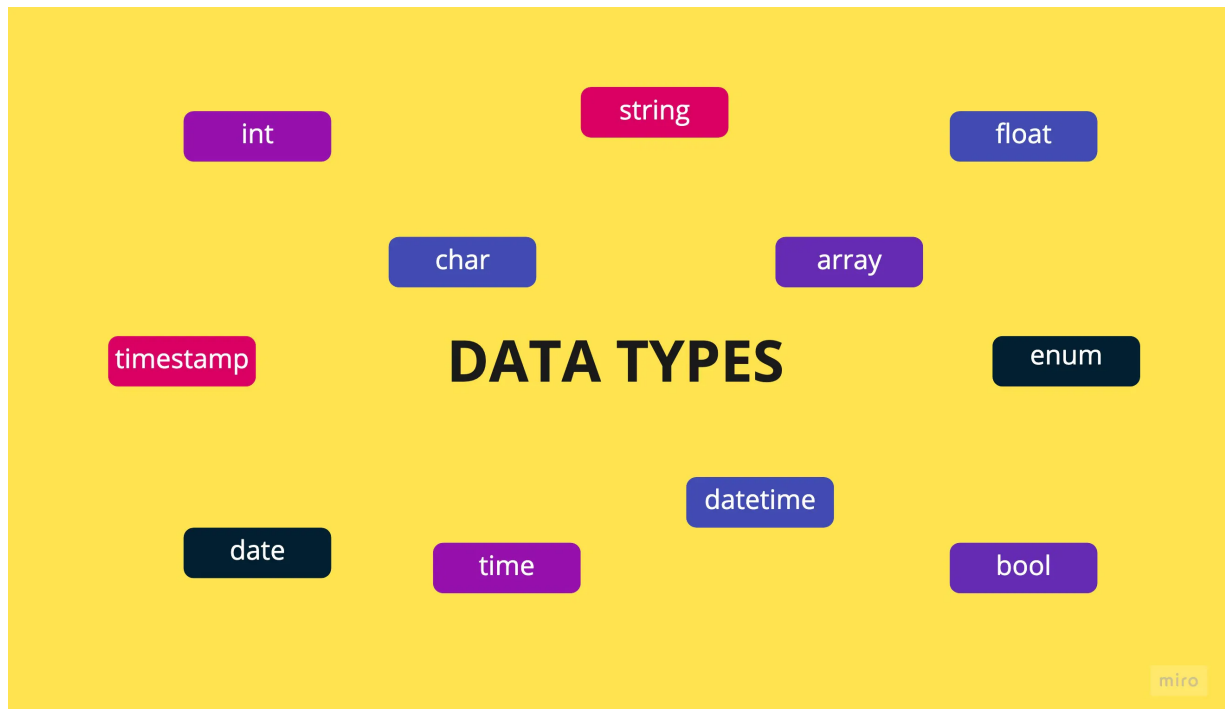 string
int
float
char
array
timestamp
DATA TYPES
enum
datetime
date
time
bool
miro